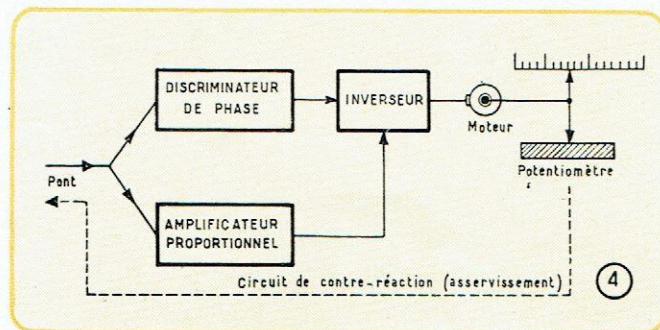 DISCRIMINATEUR
DE PHASE
INVERSEUR
Moteur
Potentiomètre
Pont
AMPLIFICATEUR
PROPORTIONNEL
Circuit de contre-réaction (asservissement)
4